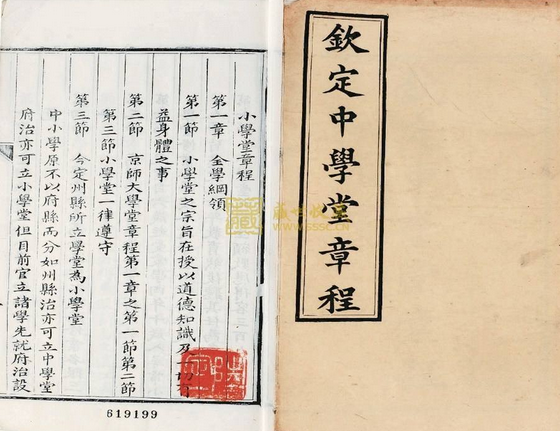 欽定中學堂章程
小學堂章程
第一章 全學綱領
第一節 小學堂之宗旨在授以道德知識及一切有
益身體之事
第二節 京師大學堂章程第一章之第一節第二節
第三節小學堂一律遵守
第三節 今定州縣所立學堂為小學堂
中小學原不以府縣而分如州縣治亦可立中學堂
府治亦可立小學堂但目前官立諸學先就府治設
619199